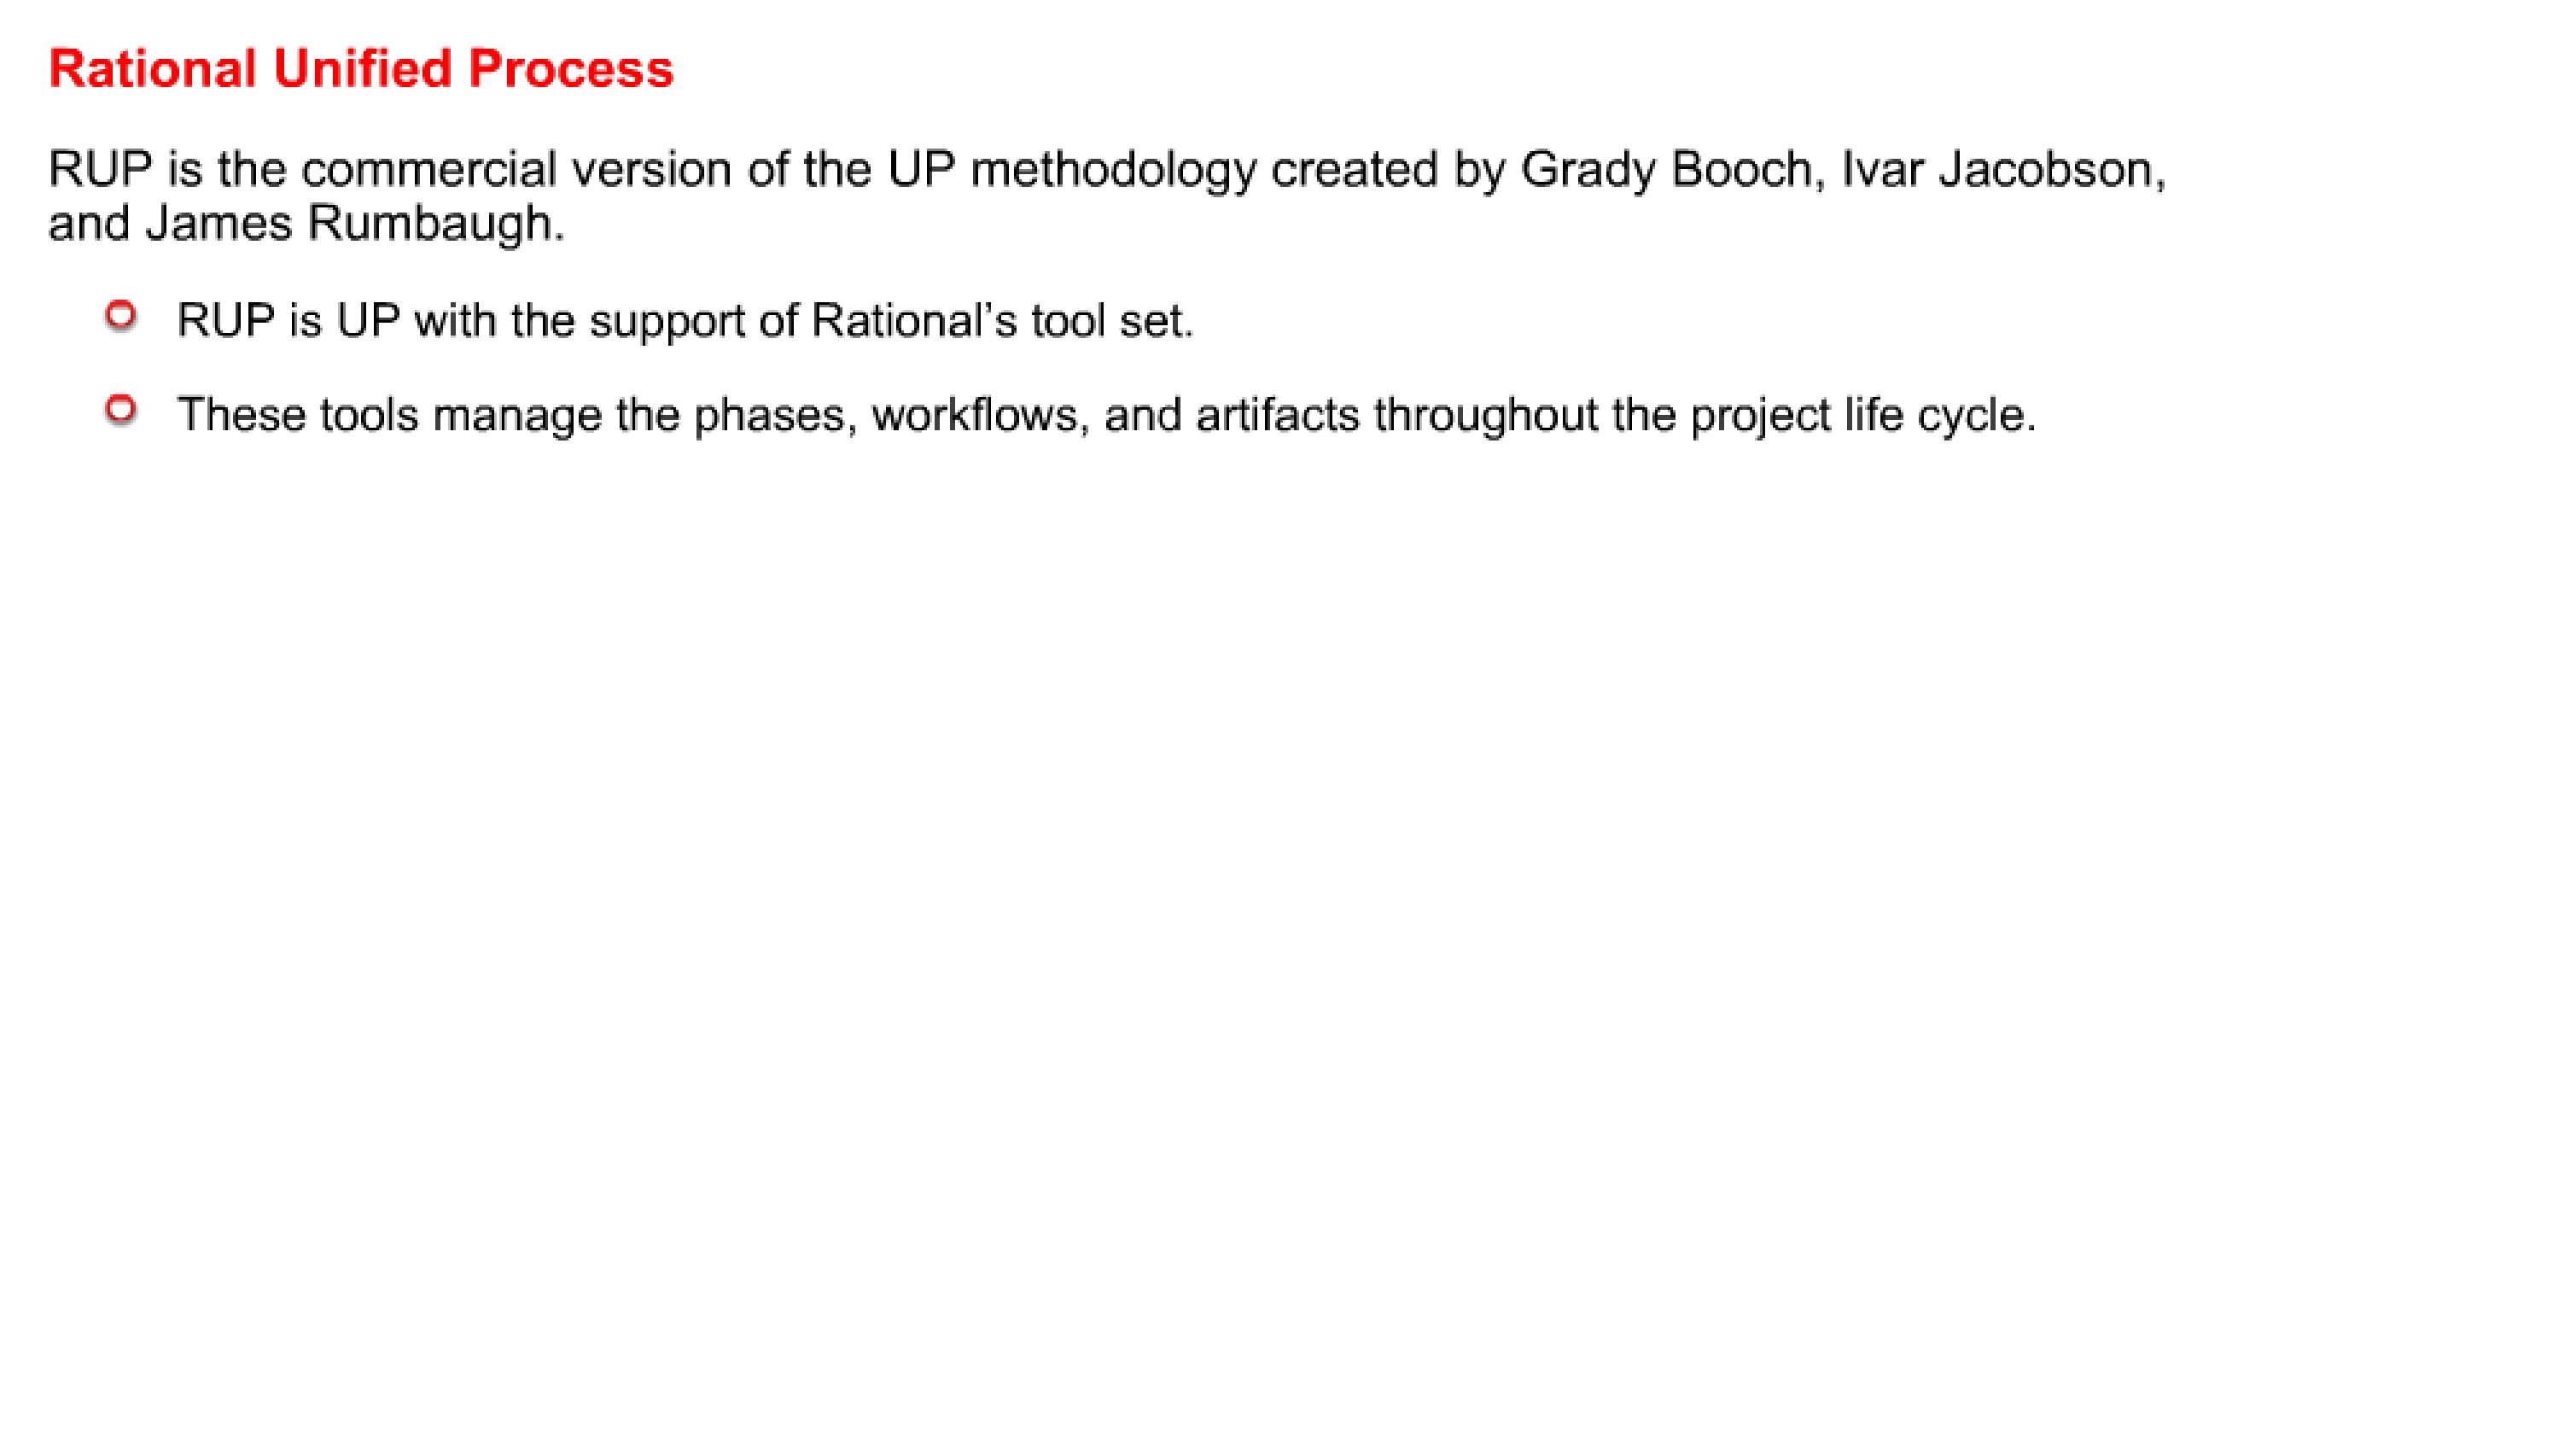 Rational Unified Process
RUP is the commercial version of the UP methodology created by Grady Booch, Ivar Jacobson,
and James Rumbaugh.
RUP is UP with the support of Rational’s tool set.
These tools manage the phases, workflows, and artifacts throughout the project life cycle.